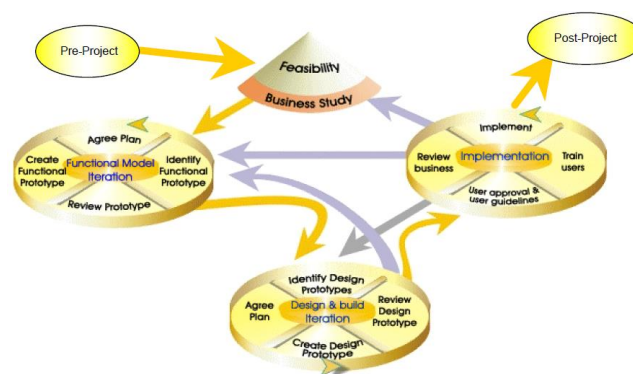 Pre-Project
Post-Project
Feasibility
Business Study
Agree Plan
Create
Functional
Prototype
Functional Model
Iteration
Identify
Functional
Prototype
Review Prototype
Implement
Review
business
Implementation
Train
users
User approval &
user guidelines
Identify Design
Prototypes
Agree
Plan
Design & build
Iteration
Review
Design
Prototype
Create Design
Prototype